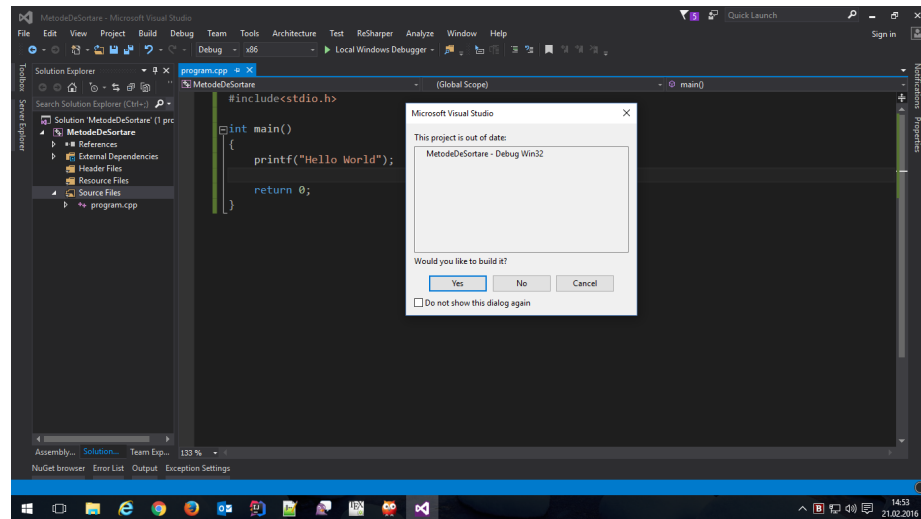 MetodeDeSortare - Microsoft Visual Studio
5
Quick Launch
File Edit View Project Build Debug Team Tools Architecture Test ReSharper Analyze Window Help
Sign in
Debug x86 Local Windows Debugger
Toolbox
Server Explorer
Solution Explorer
Search Solution Explorer (Ctrl+;)
Solution 'MetodeDeSortare' (1 prc
MetodeDeSortare
References
External Dependencies
Header Files
Resource Files
Source Files
program.cpp
program.cpp
MetodeDeSortare
(Global Scope)
main()
#include<stdio.h>
int main()
{
printf("Hello World");
return 0;
}
Microsoft Visual Studio
This project is out of date:
MetodeDeSortare - Debug Win32
Would you like to build it?
Yes No Cancel
Do not show this dialog again
Notifications
Properties
133 %
Assembly... Solution... Team Exp...
NuGet browser Error List Output Exception Settings
14:53
21.02.2016